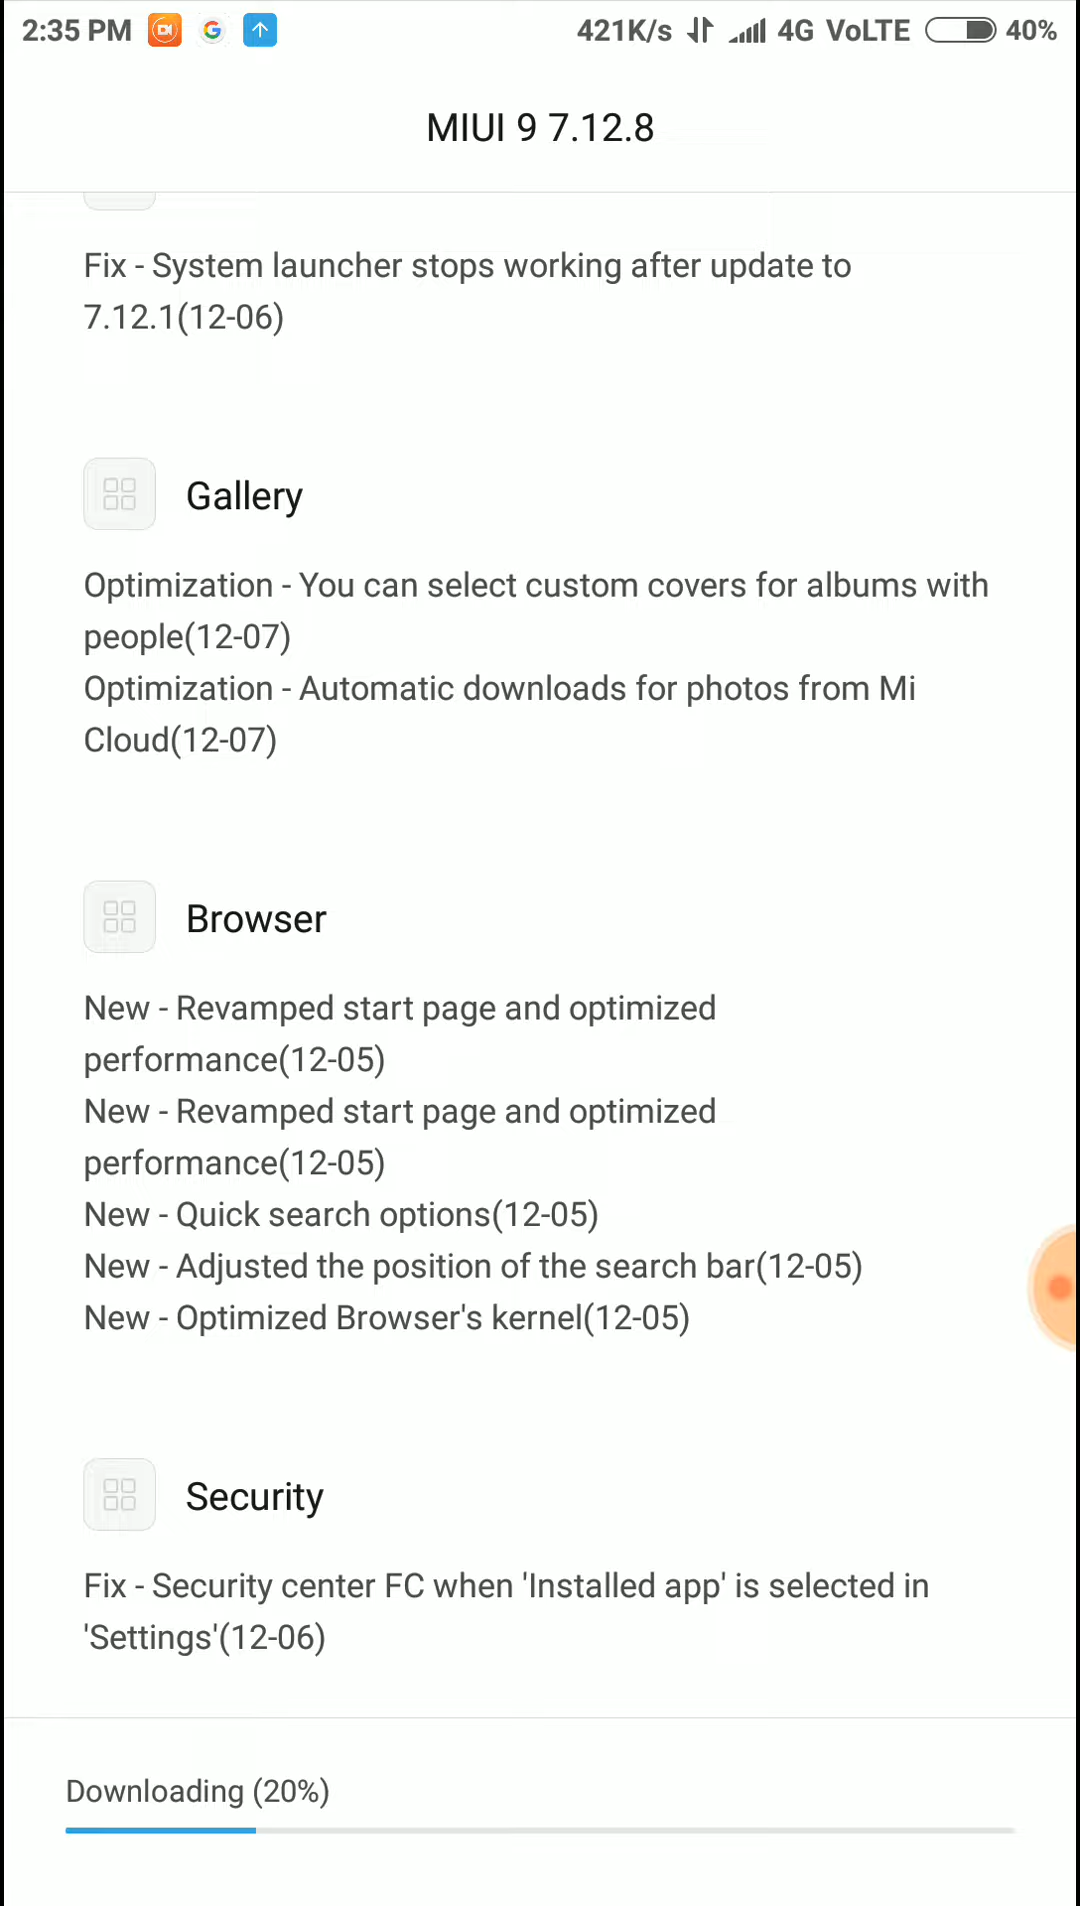 2:35 PM 421K/s 4G VoLTE 40%
MIUI 9 7.12.8
Fix - System launcher stops working after update to
7.12.1(12-06)
Gallery
Optimization - You can select custom covers for albums with
people(12-07)
Optimization - Automatic downloads for photos from Mi
Cloud(12-07)
Browser
New - Revamped start page and optimized
performance(12-05)
New - Revamped start page and optimized
performance(12-05)
New - Quick search options(12-05)
New - Adjusted the position of the search bar(12-05)
New - Optimized Browser's kernel(12-05)
Security
Fix - Security center FC when 'Installed app' is selected in
'Settings'(12-06)
Downloading (20%)